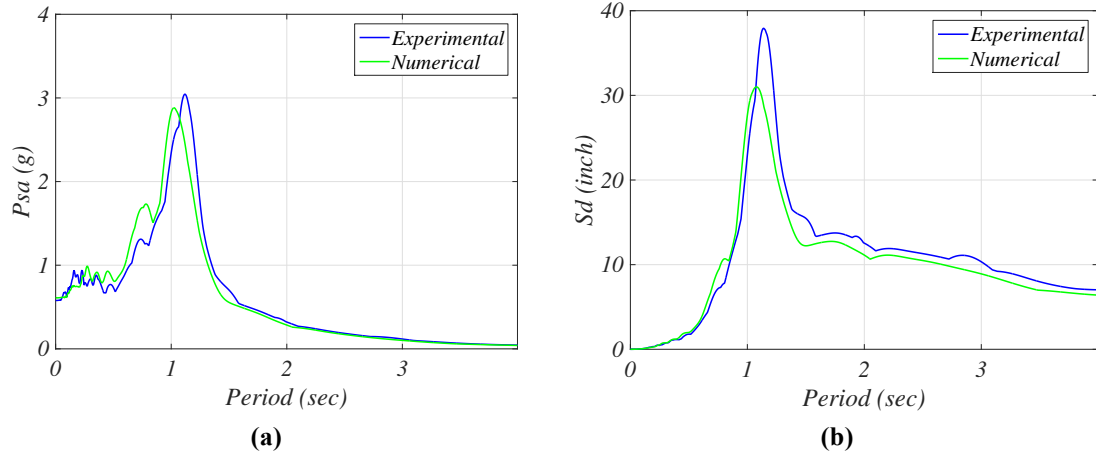 4
3
2
1
0
Psa (g)
Experimental
Numerical
0
1
2
3
Period (sec)
(a)
40
30
20
10
0
Sd (inch)
Experimental
Numerical
0
1
2
3
Period (sec)
(b)